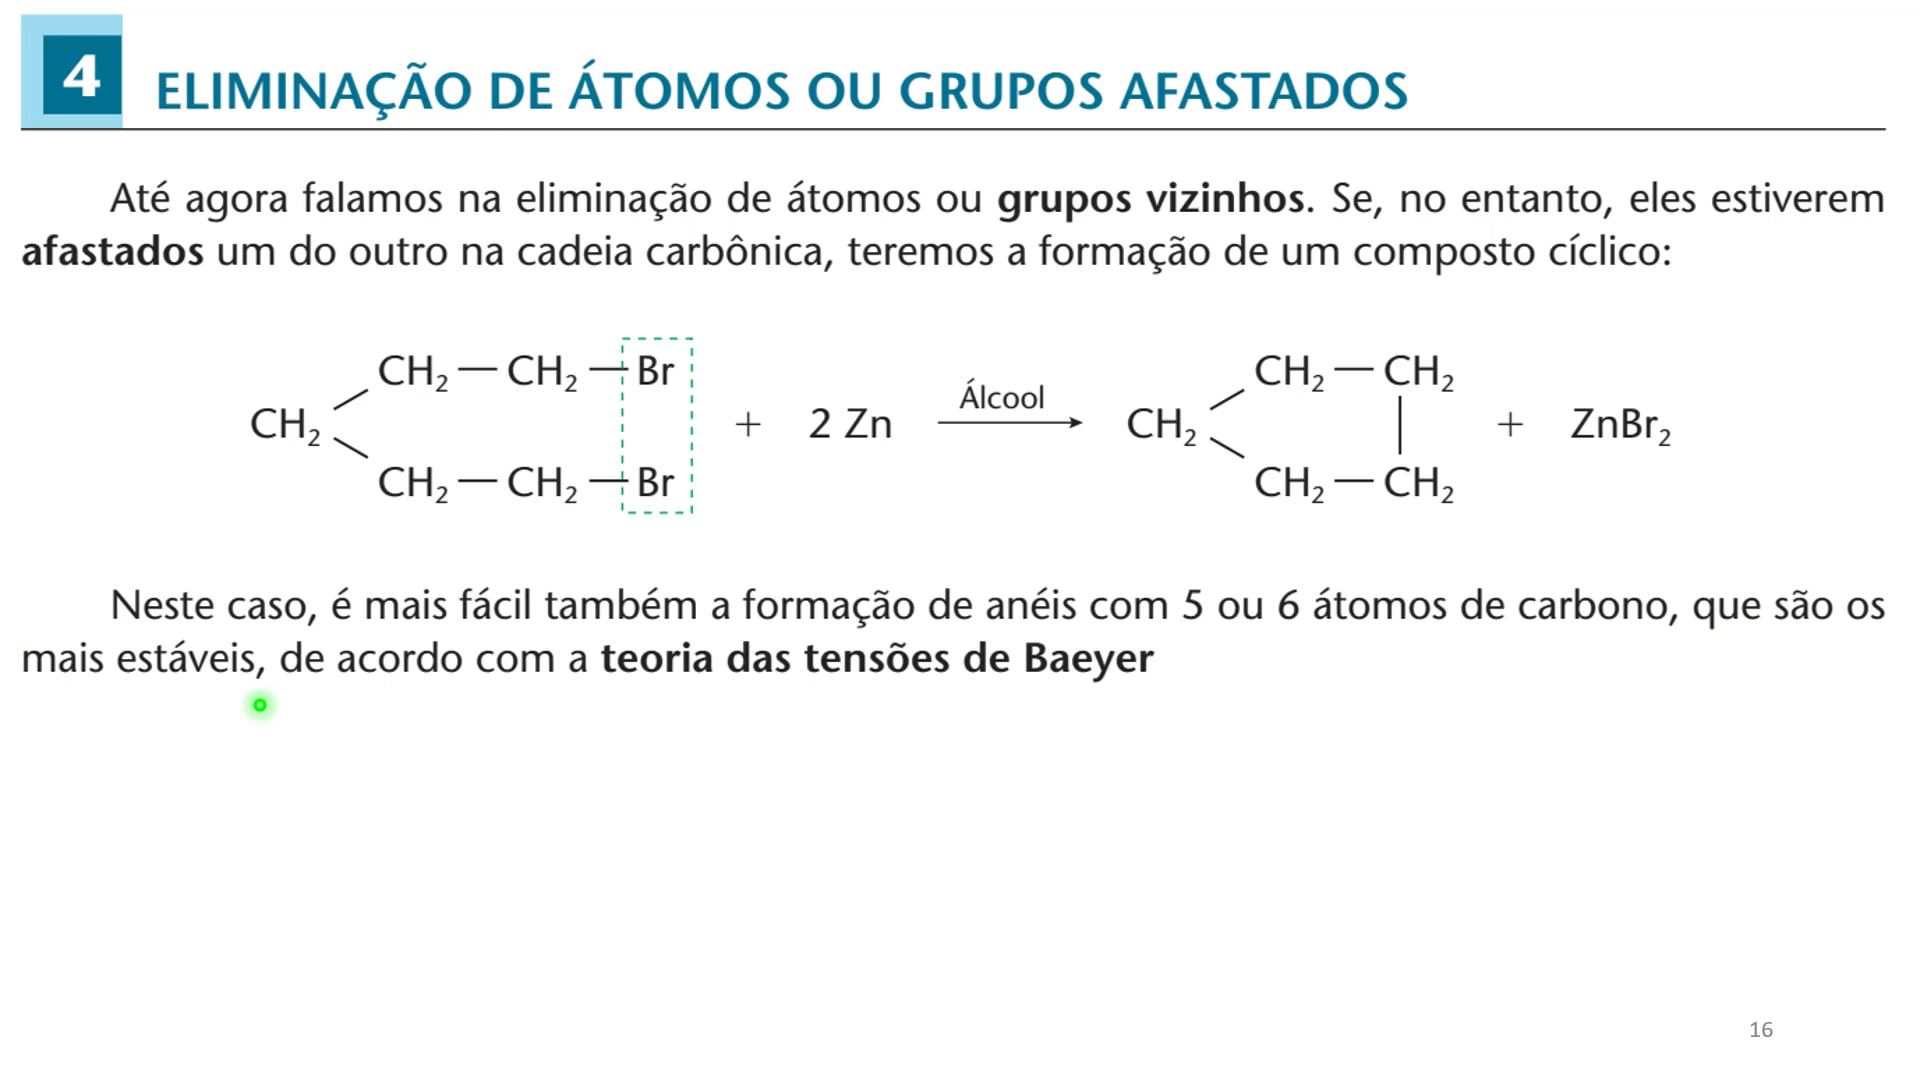 4 ELIMINAÇÃO DE ÁTOMOS OU GRUPOS AFASTADOS
Até agora falamos na eliminação de átomos ou grupos vizinhos. Se, no entanto, eles estiverem
afastados um do outro na cadeia carbônica, teremos a formação de um composto cíclico:
CH₂ — CH₂ — Br
CH₂
CH₂ — CH₂ — Br
+ 2 Zn
Álcool
CH₂ — CH₂
CH₂
CH₂ — CH₂
+ ZnBr₂
Neste caso, é mais fácil também a formação de anéis com 5 ou 6 átomos de carbono, que são os
mais estáveis, de acordo com a teoria das tensões de Baeyer
16